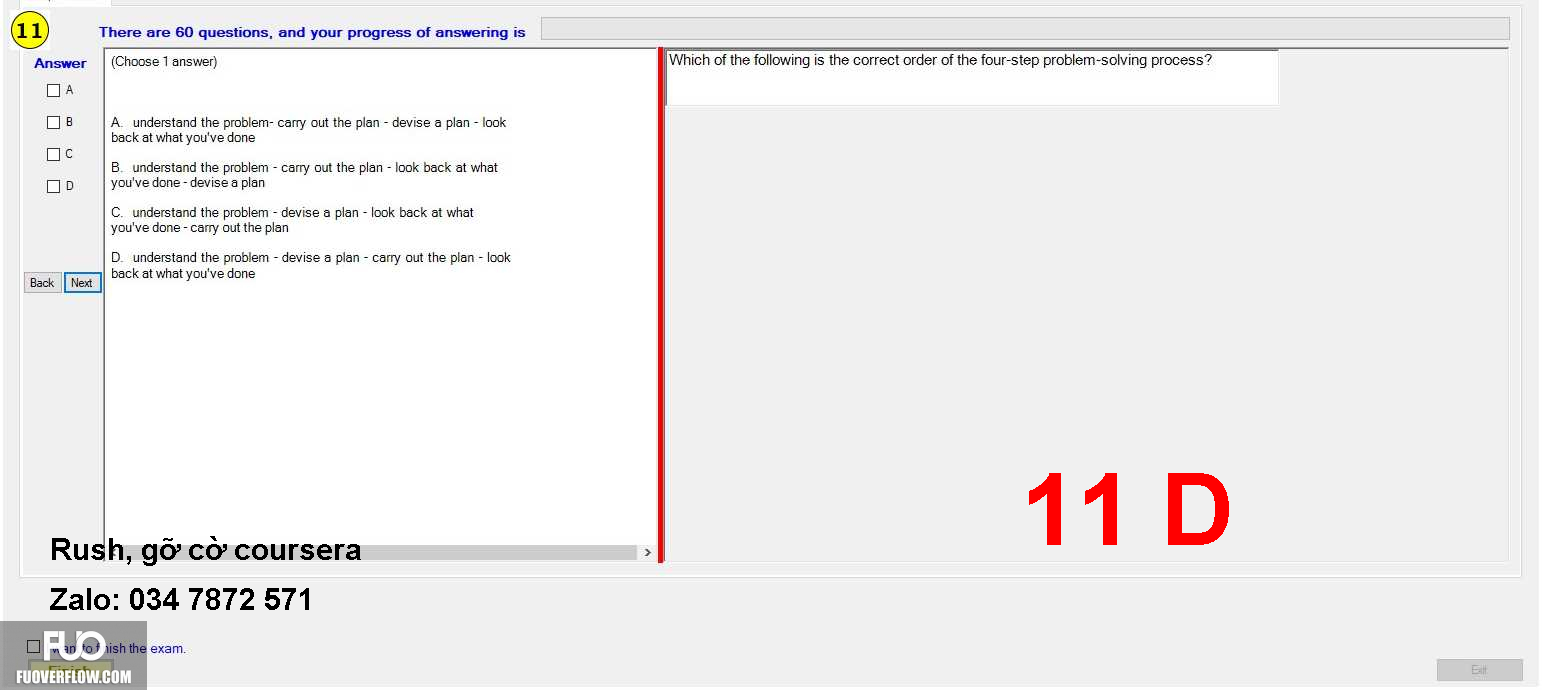 11
There are 60 questions, and your progress of answering is
Answer
A
B
C
D
Back
Next
(Choose 1 answer)
A. understand the problem- carry out the plan - devise a plan - look
back at what you've done
B. understand the problem - carry out the plan - look back at what
you've done - devise a plan
C. understand the problem - devise a plan - look back at what
you've done - carry out the plan
D. understand the problem - devise a plan - carry out the plan - look
back at what you've done
Which of the following is the correct order of the four-step problem-solving process?
11 D
Rush, gỡ cờ coursera
Zalo: 034 7872 571
want to finish the exam.
Finish
FUO
FUOVERFLOW.COM
Exit